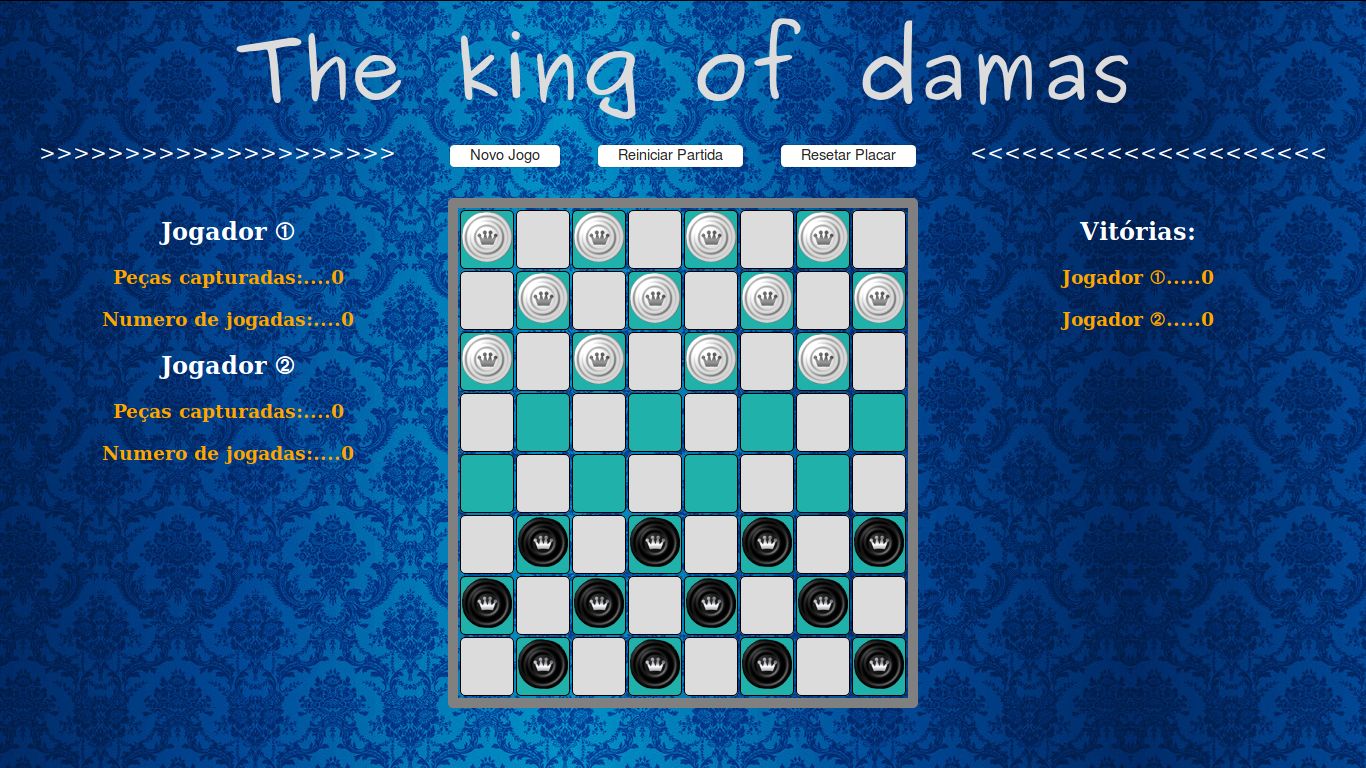 The king of damas
>>>>>>>>>>>>>>>>>>>>>
Novo Jogo
Reiniciar Partida
Resetar Placar
<<<<<<<<<<<<<<<<<<<<<
Jogador ①
Peças capturadas:....0
Numero de jogadas:....0
Jogador ②
Peças capturadas:....0
Numero de jogadas:....0
Vitórias:
Jogador ①.....0
Jogador ②.....0